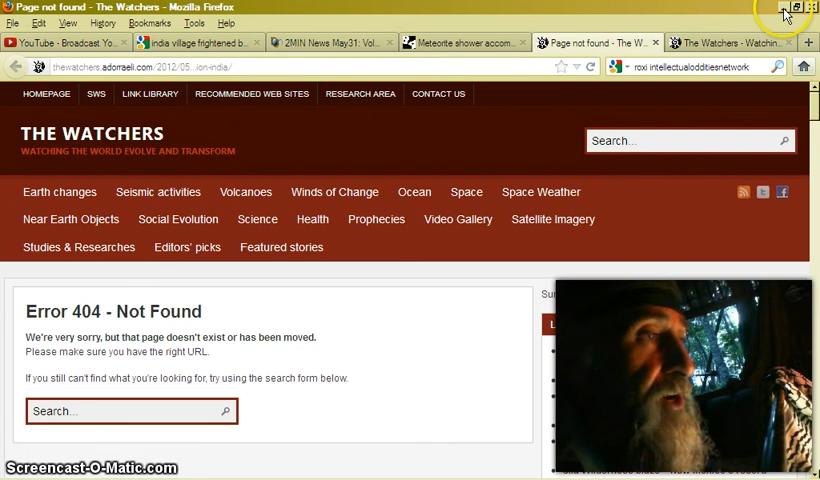 Page not found - The Watchers - Mozilla Firefox
File Edit View History Bookmarks Tools Help
YouTube - Broadcast Yo... india village frightened b... 2MIN News May31: Vol... Meteorite shower accom... Page not found - The W... The Watchers - Watchin...
thewatchers.adorraeli.com/2012/05...ion-india/ roxi intellectualodditiesnetwork
HOMEPAGE SWS LINK LIBRARY RECOMMENDED WEB SITES RESEARCH AREA CONTACT US
THE WATCHERS
WATCHING THE WORLD EVOLVE AND TRANSFORM
Search...
Earth changes Seismic activities Volcanoes Winds of Change Ocean Space Space Weather
Near Earth Objects Social Evolution Science Health Prophecies Video Gallery Satellite Imagery
Studies & Researches Editors' picks Featured stories
Error 404 - Not Found
We're very sorry, but that page doesn't exist or has been moved.
Please make sure you have the right URL.
If you still can't find what you're looking for, try using the search form below.
Search...
Screencast-O-Matic.com